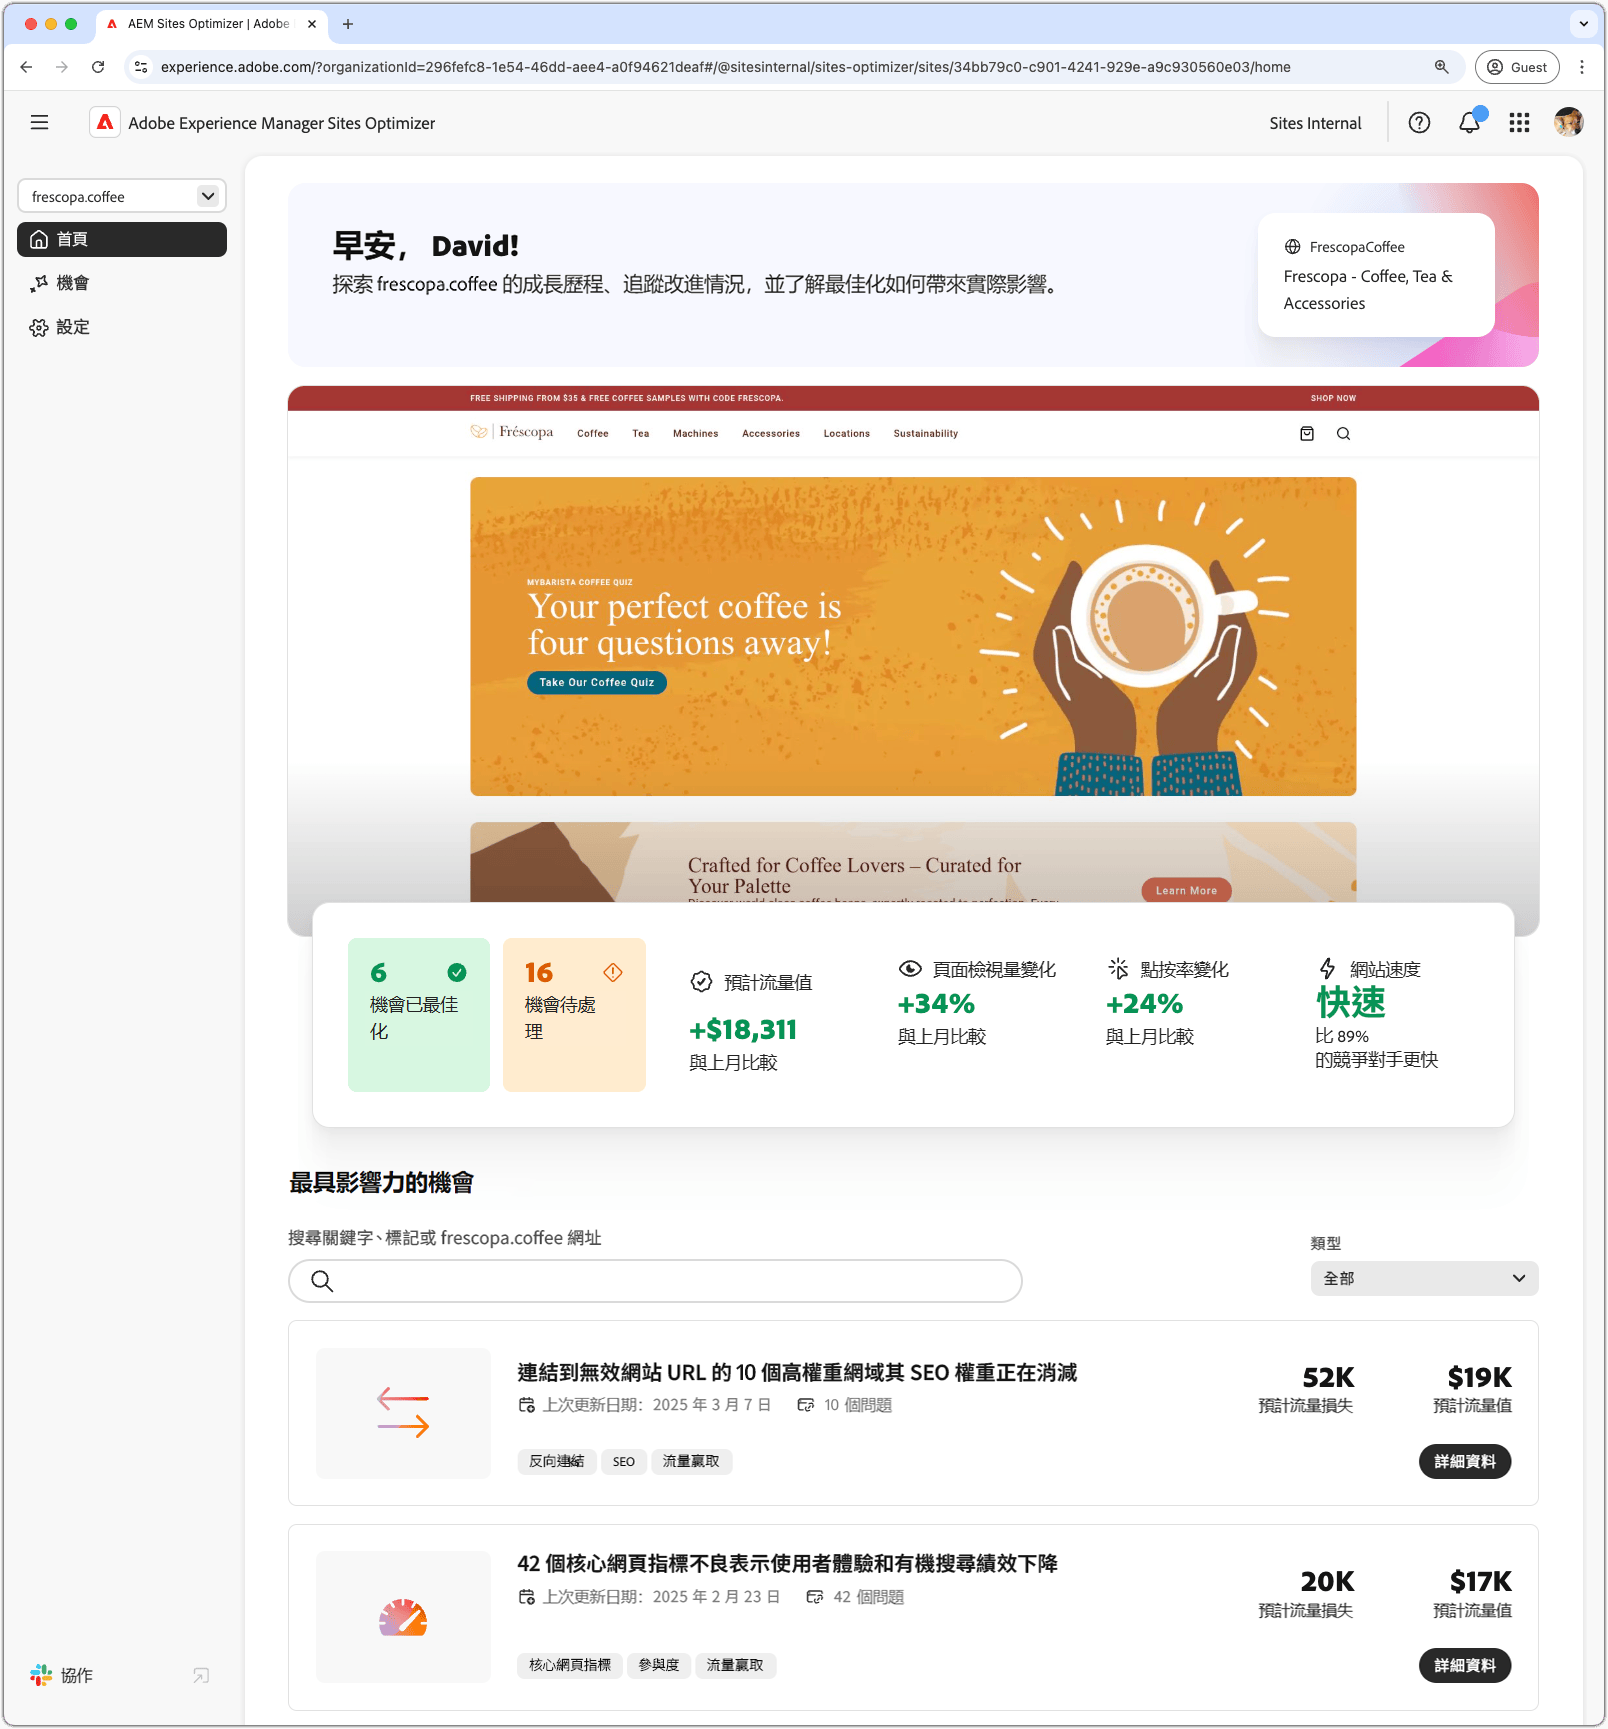 AEM Sites Optimizer | Adobe
experience.adobe.com/?organizationId=296fefc8-1e54-46dd-aee4-a0f94621deaf#/@sitesinternal/sites-optimizer/sites/34bb79c0-c901-4241-929e-a9c930560e03/home
Guest
Adobe Experience Manager Sites Optimizer
Sites Internal
frescopa.coffee
首頁
機會
設定
早安， David!
探索 frescopa.coffee 的成長歷程、追蹤改進情況，並了解最佳化如何帶來實際影響。
FrescopaCoffee
Frescopa - Coffee, Tea &
Accessories
FREE SHIPPING FROM $35 & FREE COFFEE SAMPLES WITH CODE FRESCOPA.
SHOP NOW
Fréscopa
Coffee Tea Machines Accessories Locations Sustainability
MYBARISTA COFFEE QUIZ
Your perfect coffee is
four questions away!
Take Our Coffee Quiz
Crafted for Coffee Lovers – Curated for
Your Palette
Learn More
6
機會已最佳
化
16
機會待處
理
預計流量值
+$18,311
與上月比較
頁面檢視量變化
+34%
與上月比較
點按率變化
+24%
與上月比較
網站速度
快速
比 89%
的競爭對手更快
最具影響力的機會
搜尋關鍵字、標記或 frescopa.coffee 網址
類型
全部
連結到無效網站 URL 的 10 個高權重網域其 SEO 權重正在消減
上次更新日期： 2025 年 3 月 7 日 10 個問題
反向連結 SEO 流量贏取
52K
預計流量損失
$19K
預計流量值
詳細資料
42 個核心網頁指標不良表示使用者體驗和有機搜尋績效下降
上次更新日期： 2025 年 2 月 23 日 42 個問題
核心網頁指標 參與度 流量贏取
20K
預計流量損失
$17K
預計流量值
詳細資料
協作